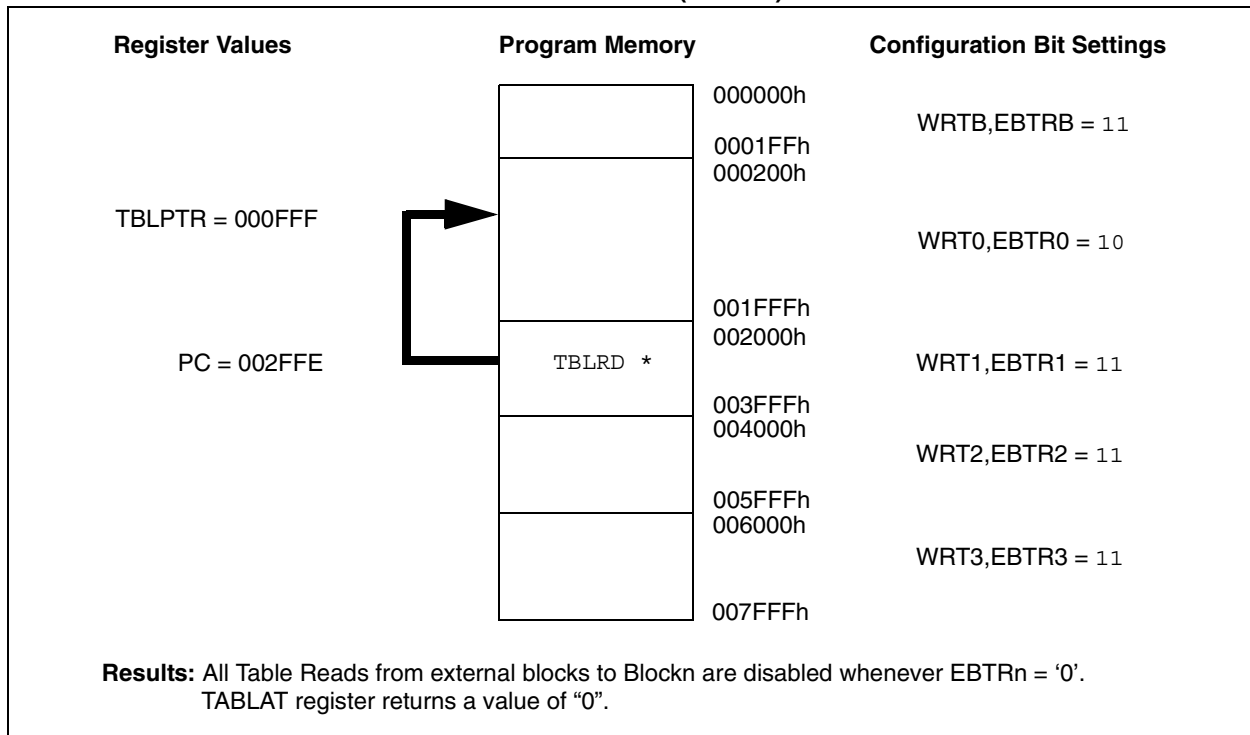 Register Values Program Memory Configuration Bit Settings
000000h
WRTB,EBTRB = 11
0001FFh
000200h
TBLPTR = 000FFF
WRT0,EBTR0 = 10
001FFFh
002000h
PC = 002FFE TBLRD * WRT1,EBTR1 = 11
003FFFh
004000h
WRT2,EBTR2 = 11
005FFFh
006000h
WRT3,EBTR3 = 11
007FFFh
Results: All Table Reads from external blocks to Blockn are disabled whenever EBTRn = ‘0’.
TABLAT register returns a value of “0”.